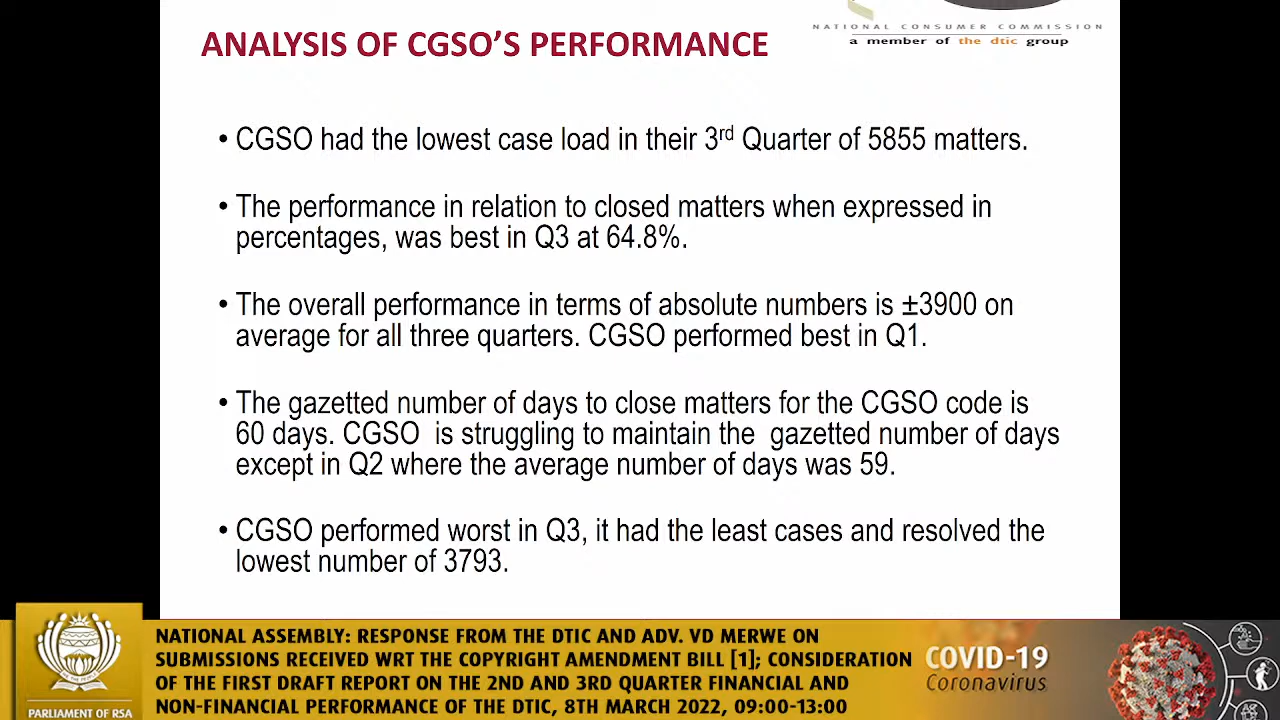 NATIONAL CONSUMER COMMISSION
a member of the dtic group
ANALYSIS OF CGSO'S PERFORMANCE
• CGSO had the lowest case load in their 3rd Quarter of 5855 matters.
• The performance in relation to closed matters when expressed in
percentages, was best in Q3 at 64.8%.
• The overall performance in terms of absolute numbers is ±3900 on
average for all three quarters. CGSO performed best in Q1.
• The gazetted number of days to close matters for the CGSO code is
60 days. CGSO  is struggling to maintain the  gazetted number of days
except in Q2 where the average number of days was 59.
• CGSO performed worst in Q3, it had the least cases and resolved the
lowest number of 3793.
NATIONAL ASSEMBLY: RESPONSE FROM THE DTIC AND ADV. VD MERWE ON
SUBMISSIONS RECEIVED WRT THE COPYRIGHT AMENDMENT BILL [1]; CONSIDERATION
OF THE FIRST DRAFT REPORT ON THE 2ND AND 3RD QUARTER FINANCIAL AND
NON-FINANCIAL PERFORMANCE OF THE DTIC, 8TH MARCH 2022, 09:00-13:00
PARLIAMENT OF RSA
COVID-19
Coronavirus